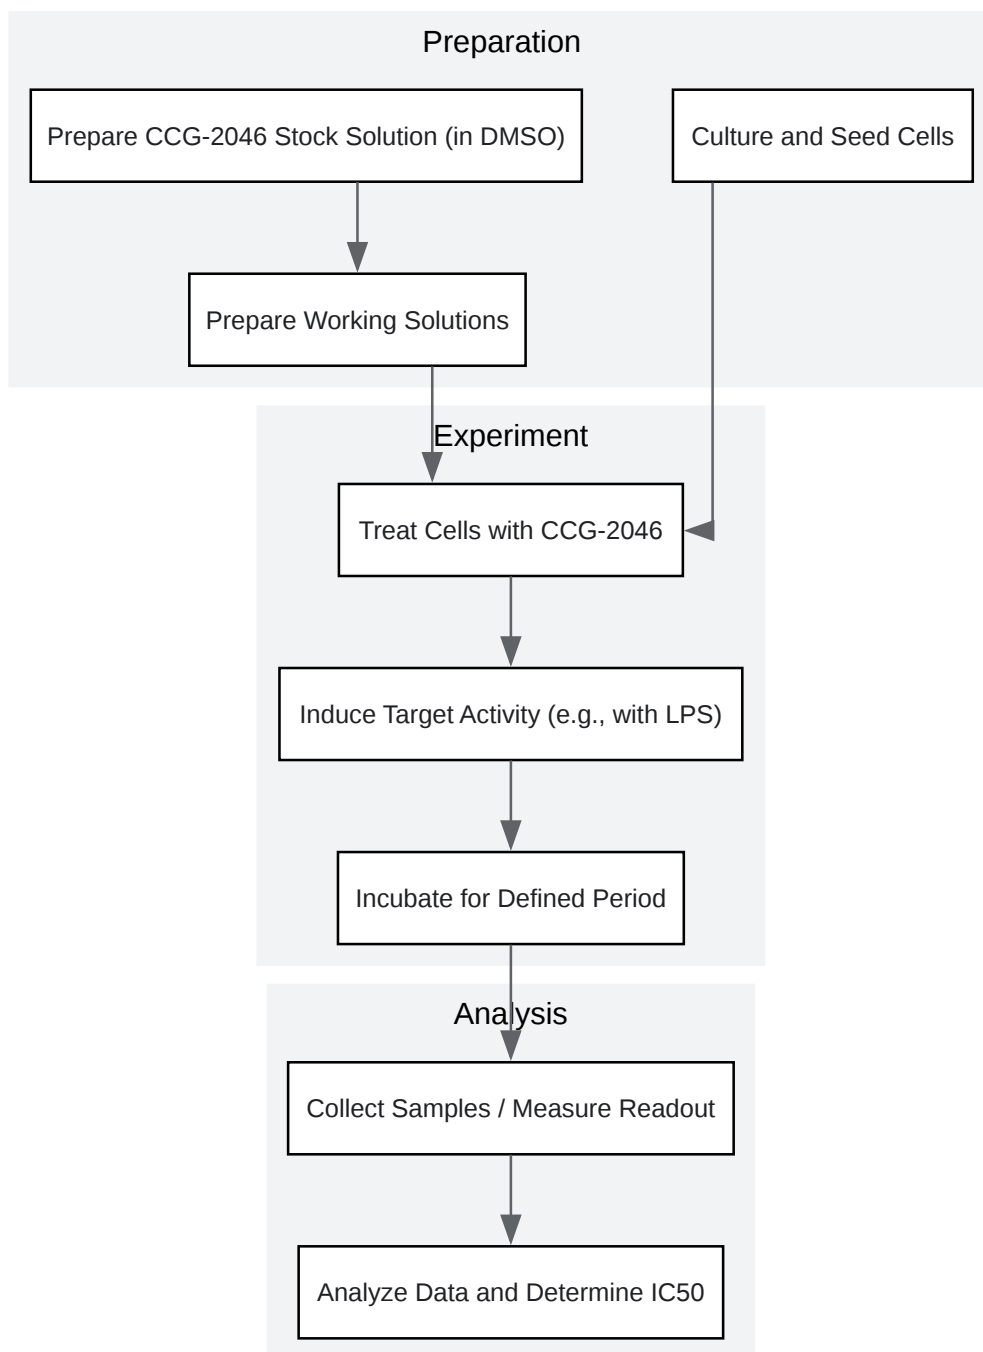 Preparation
Prepare CCG-2046 Stock Solution (in DMSO)
Culture and Seed Cells
Prepare Working Solutions
Experiment
Treat Cells with CCG-2046
Induce Target Activity (e.g., with LPS)
Incubate for Defined Period
Analysis
Collect Samples / Measure Readout
Analyze Data and Determine IC50